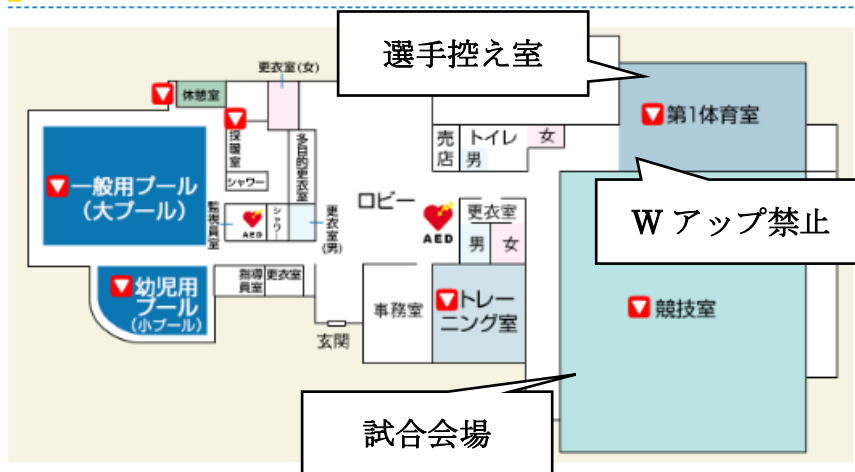 選手控え室
更衣室(女)
休憩室
採暖室
多目的更衣室
シャワー
一般用プール
(大プール)
監視員室
AED
シャワー
更衣室(男)
幼児用
プール
(小プール)
指導
員室
更衣室
ロビー
AED
売店
トイレ
男
女
更衣室
男
女
事務室
トレー
ニング室
玄関
第1体育室
Wアップ禁止
競技室
試合会場